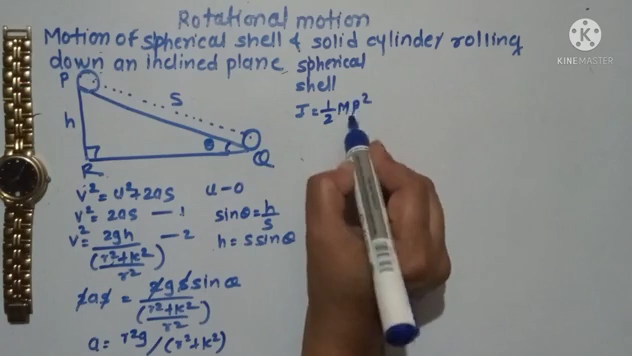 Rotational motion
Motion of spherical shell & solid cylinder rolling
down an inclined plane
KINEMASTER
P
S
h
θ
R
Q
v² = u² + 2as   u-0
v² = 2as — 1   sinθ = h/s
v² = 2gh / ((r²+k²)/r²) — 2   h = s sinθ
2as = 2gs sin θ / ((r²+k²)/r²)
a = r²g / (r²+k²)
spherical
shell
I = 1/2 MR²